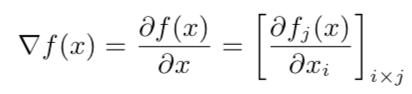 ∇f(x) = ∂f(x)/∂x = [∂f_j(x)/∂x_i]_{i×j}